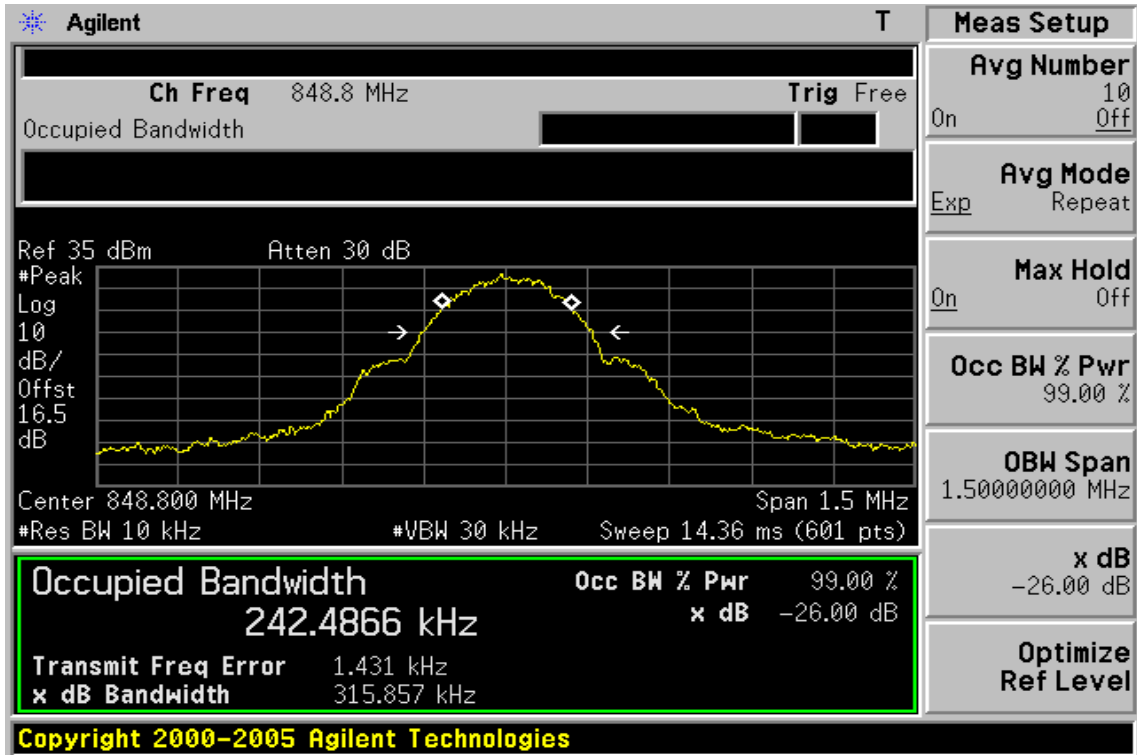 Agilent T
Ch Freq 848.8 MHz Trig Free
Occupied Bandwidth
Ref 35 dBm Atten 30 dB
#Peak
Log
10
dB/
Offst
16.5
dB
Center 848.800 MHz Span 1.5 MHz
#Res BW 10 kHz #VBW 30 kHz Sweep 14.36 ms (601 pts)
Occupied Bandwidth Occ BW % Pwr 99.00 %
242.4866 kHz x dB -26.00 dB
Transmit Freq Error 1.431 kHz
x dB Bandwidth 315.857 kHz
Copyright 2000-2005 Agilent Technologies
Meas Setup
Avg Number
10
On Off
Avg Mode
Exp Repeat
Max Hold
On Off
Occ BW % Pwr
99.00 %
OBW Span
1.50000000 MHz
x dB
-26.00 dB
Optimize
Ref Level